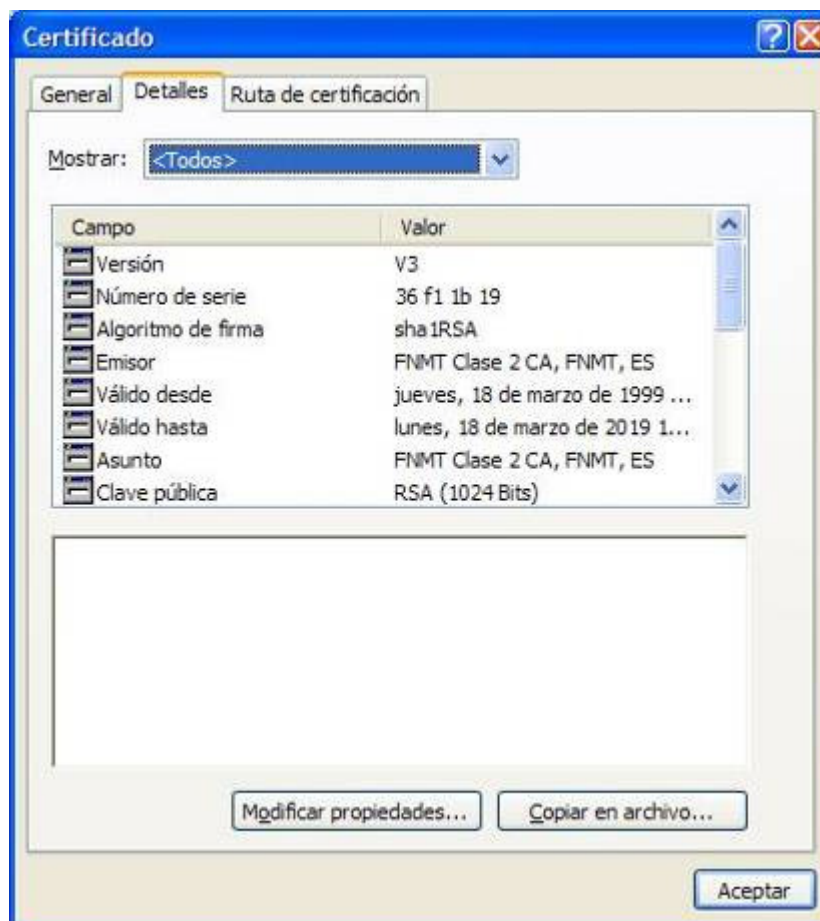 Certificado
General Detalles Ruta de certificación
Mostrar: <Todos>
Campo Valor
Versión V3
Número de serie 36 f1 1b 19
Algoritmo de firma sha1RSA
Emisor FNMT Clase 2 CA, FNMT, ES
Válido desde jueves, 18 de marzo de 1999 ...
Válido hasta lunes, 18 de marzo de 2019 1...
Asunto FNMT Clase 2 CA, FNMT, ES
Clave pública RSA (1024 Bits)
Modificar propiedades... Copiar en archivo...
Aceptar